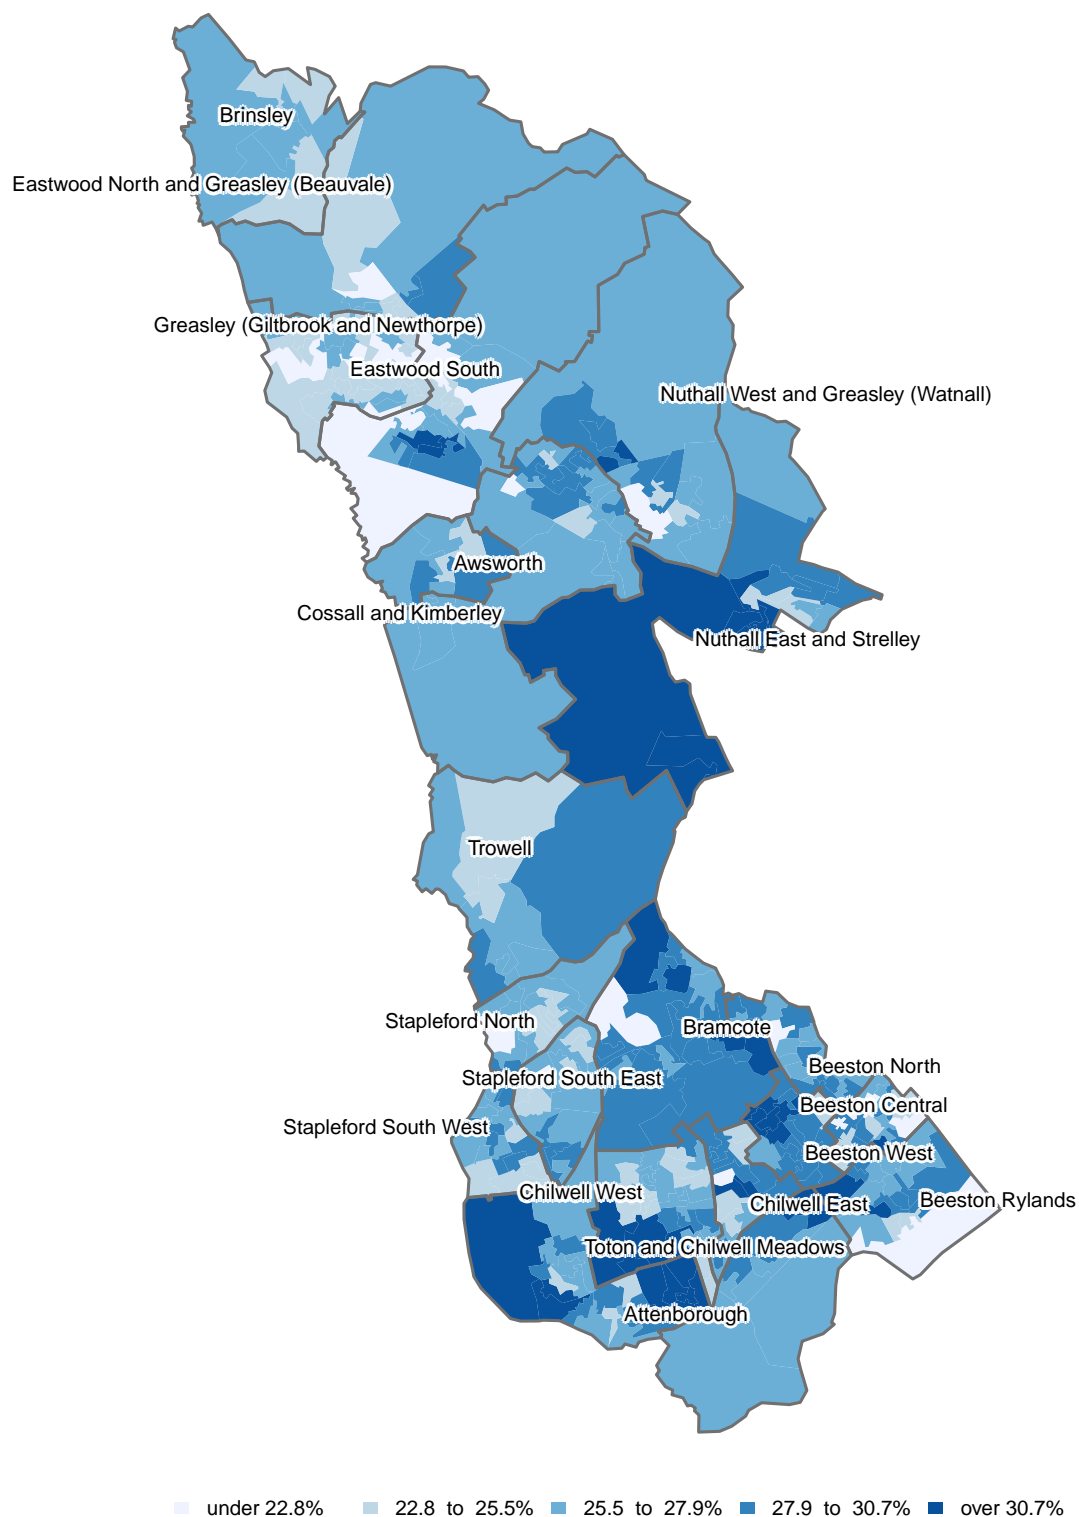 Brinsley
Eastwood North and Greasley (Beauvale)
Greasley (Giltbrook and Newthorpe)
Eastwood South
Nuthall West and Greasley (Watnall)
Awsworth
Cossall and Kimberley
Nuthall East and Strelley
Trowell
Stapleford North
Bramcote
Beeston North
Stapleford South East
Beeston Central
Stapleford South West
Beeston West
Chilwell West
Beeston Rylands
Chilwell East
Toton and Chilwell Meadows
Attenborough
under 22.8% 22.8 to 25.5% 25.5 to 27.9% 27.9 to 30.7% over 30.7%